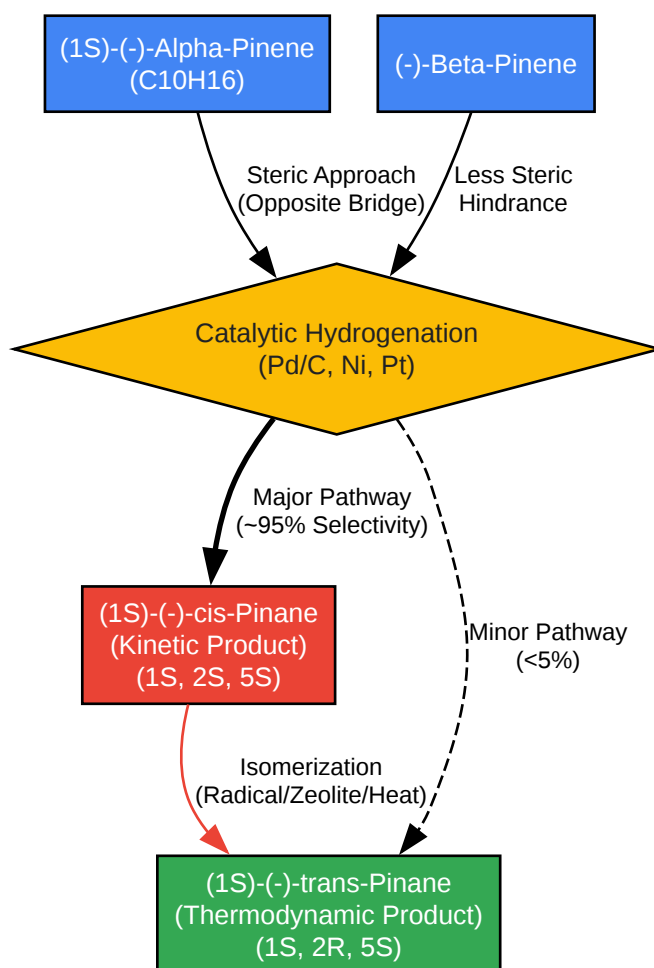 (1S)-(-)-Alpha-Pinene
(C10H16)
(-)-Beta-Pinene
Steric Approach
(Opposite Bridge)
Less Steric
Hindrance
Catalytic Hydrogenation
(Pd/C, Ni, Pt)
Major Pathway
(~95% Selectivity)
(1S)-(-)-cis-Pinane
(Kinetic Product)
(1S, 2S, 5S)
Minor Pathway
(<5%)
Isomerization
(Radical/Zeolite/Heat)
(1S)-(-)-trans-Pinane
(Thermodynamic Product)
(1S, 2R, 5S)